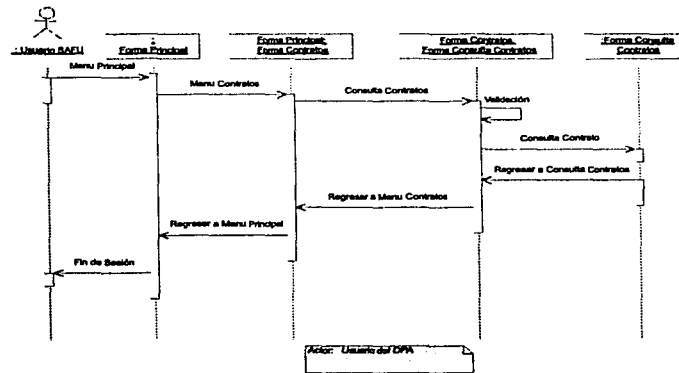 : Usuario SAFU
:
Forma Principal
Forma Principal:
Forma Contratos
Forma Contratos:
Forma Consulta Contratos
:Forma Consulta
Contratos
Menu Principal
Menu Contratos
Consulta Contratos
Validación
Consulta Contrato
Regresar a Consulta Contratos
Regresar a Menu Contratos
Regresar a Menu Principal
Fin de Sesión
Actor: Usuario del DPA